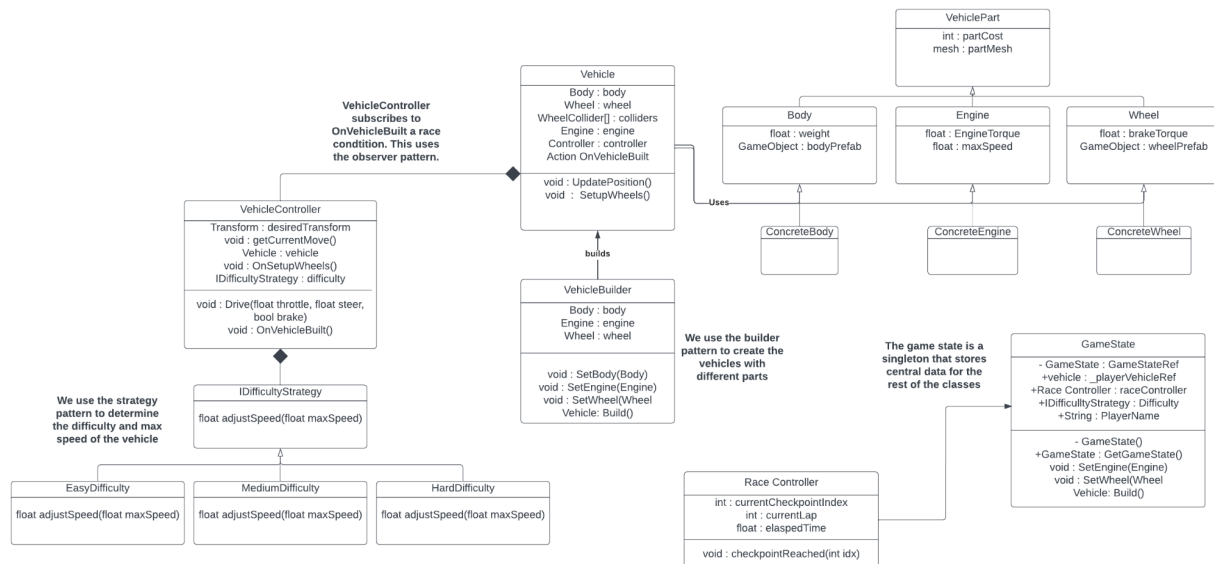 VehiclePart
int : partCost
mesh : partMesh
Vehicle
Body : body
Wheel : wheel
WheelCollider[] : colliders
Engine : engine
Controller : controller
Action OnVehicleBuilt
void : UpdatePosition()
void : SetupWheels()
VehicleController
subscribes to
OnVehicleBuilt a race
condtition. This uses
the observer pattern.
Body
float : weight
GameObject : bodyPrefab
Engine
float : EngineTorque
float : maxSpeed
Wheel
float : brakeTorque
GameObject : wheelPrefab
Uses
ConcreteBody
ConcreteEngine
ConcreteWheel
VehicleController
Transform : desiredTransform
void : getCurrentMove()
Vehicle : vehicle
void : OnSetupWheels()
IDifficultyStrategy : difficulty
void : Drive(float throttle, float steer,
bool brake)
void : OnVehicleBuilt()
builds
VehicleBuilder
Body : body
Engine : engine
Wheel : wheel
void : SetBody(Body)
void : SetEngine(Engine)
void : SetWheel(Wheel
Vehicle: Build()
We use the builder
pattern to create the
vehicles with
different parts
The game state is a
singleton that stores
central data for the
rest of the classes
GameState
- GameState : GameStateRef
+vehicle : _playerVehicleRef
+Race Controller : raceController
+IDifficulltyStrategy : Difficulty
+String : PlayerName
- GameState()
+GameState : GetGameState()
void : SetEngine(Engine)
void : SetWheel(Wheel
Vehicle: Build()
We use the strategy
pattern to determine
the difficulty and max
speed of the vehicle
IDifficultyStrategy
float adjustSpeed(float maxSpeed)
EasyDifficulty
float adjustSpeed(float maxSpeed)
MediumDifficulty
float adjustSpeed(float maxSpeed)
HardDifficulty
float adjustSpeed(float maxSpeed)
Race Controller
int : currentCheckpointIndex
int : currentLap
float : elaspedTime
void : checkpointReached(int idx)